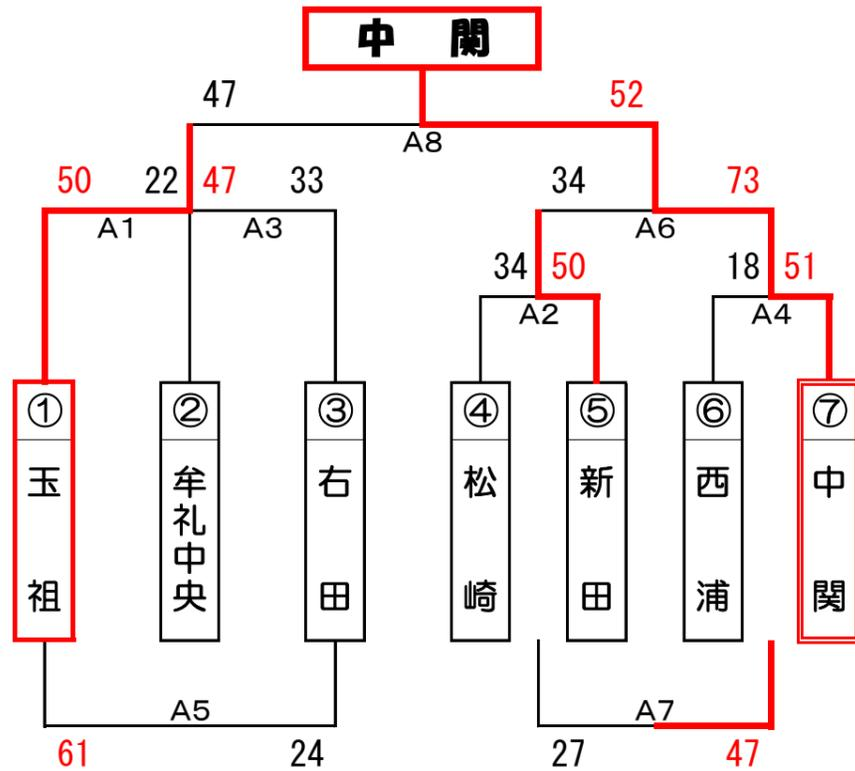 中 関
47 52
A8
50 22 47 33 34 73
A1 A3 A6
34 50 18 51
A2 A4
① ② ③ ④ ⑤ ⑥ ⑦
玉祖
牟礼中央
右田
松崎
新田
西浦
中関
A5 A7
61 24 27 47